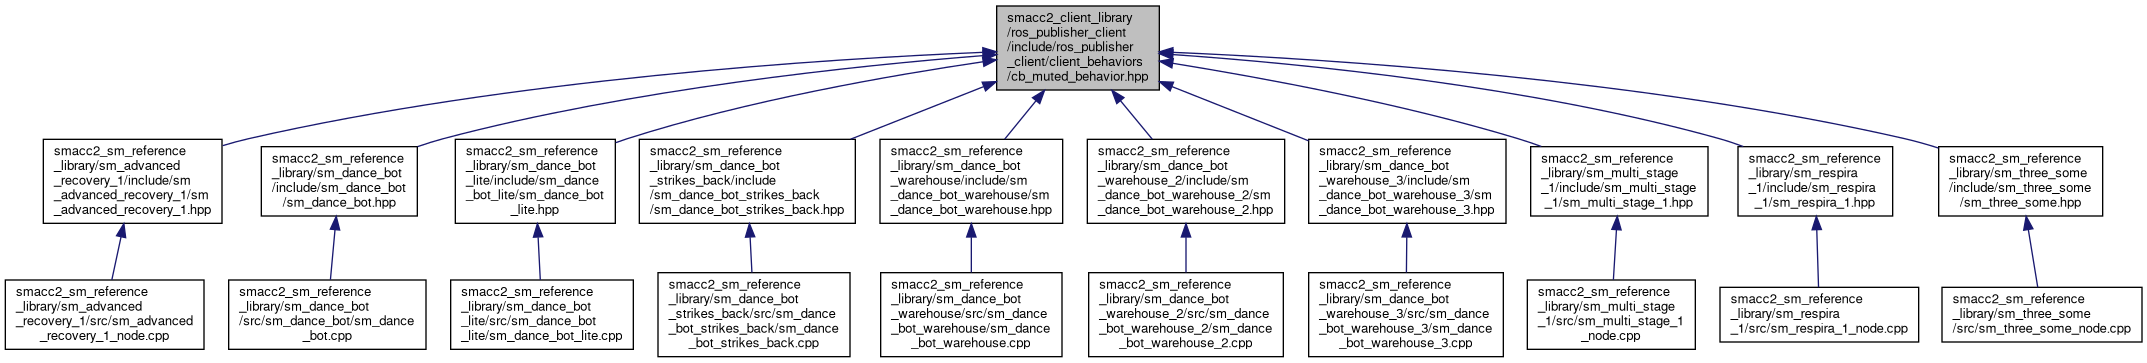 smacc2_client_library
/ros_publisher_client
/include/ros_publisher
_client/client_behaviors
/cb_muted_behavior.hpp
smacc2_sm_reference
_library/sm_advanced
_recovery_1/include/sm
_advanced_recovery_1/sm
_advanced_recovery_1.hpp
smacc2_sm_reference
_library/sm_dance_bot
/include/sm_dance_bot
/sm_dance_bot.hpp
smacc2_sm_reference
_library/sm_dance_bot
_lite/include/sm_dance
_bot_lite/sm_dance_bot
_lite.hpp
smacc2_sm_reference
_library/sm_dance_bot
_strikes_back/include
/sm_dance_bot_strikes_back
/sm_dance_bot_strikes_back.hpp
smacc2_sm_reference
_library/sm_dance_bot
_warehouse/include/sm
_dance_bot_warehouse/sm
_dance_bot_warehouse.hpp
smacc2_sm_reference
_library/sm_dance_bot
_warehouse_2/include/sm
_dance_bot_warehouse_2/sm
_dance_bot_warehouse_2.hpp
smacc2_sm_reference
_library/sm_dance_bot
_warehouse_3/include/sm
_dance_bot_warehouse_3/sm
_dance_bot_warehouse_3.hpp
smacc2_sm_reference
_library/sm_multi_stage
_1/include/sm_multi_stage
_1/sm_multi_stage_1.hpp
smacc2_sm_reference
_library/sm_respira
_1/include/sm_respira
_1/sm_respira_1.hpp
smacc2_sm_reference
_library/sm_three_some
/include/sm_three_some
/sm_three_some.hpp
smacc2_sm_reference
_library/sm_advanced
_recovery_1/src/sm_advanced
_recovery_1_node.cpp
smacc2_sm_reference
_library/sm_dance_bot
/src/sm_dance_bot/sm_dance
_bot.cpp
smacc2_sm_reference
_library/sm_dance_bot
_lite/src/sm_dance_bot
_lite/sm_dance_bot_lite.cpp
smacc2_sm_reference
_library/sm_dance_bot
_strikes_back/src/sm_dance
_bot_strikes_back/sm_dance
_bot_strikes_back.cpp
smacc2_sm_reference
_library/sm_dance_bot
_warehouse/src/sm_dance
_bot_warehouse/sm_dance
_bot_warehouse.cpp
smacc2_sm_reference
_library/sm_dance_bot
_warehouse_2/src/sm_dance
_bot_warehouse_2/sm_dance
_bot_warehouse_2.cpp
smacc2_sm_reference
_library/sm_dance_bot
_warehouse_3/src/sm_dance
_bot_warehouse_3/sm_dance
_bot_warehouse_3.cpp
smacc2_sm_reference
_library/sm_multi_stage
_1/src/sm_multi_stage_1
_node.cpp
smacc2_sm_reference
_library/sm_respira
_1/src/sm_respira_1_node.cpp
smacc2_sm_reference
_library/sm_three_some
/src/sm_three_some_node.cpp